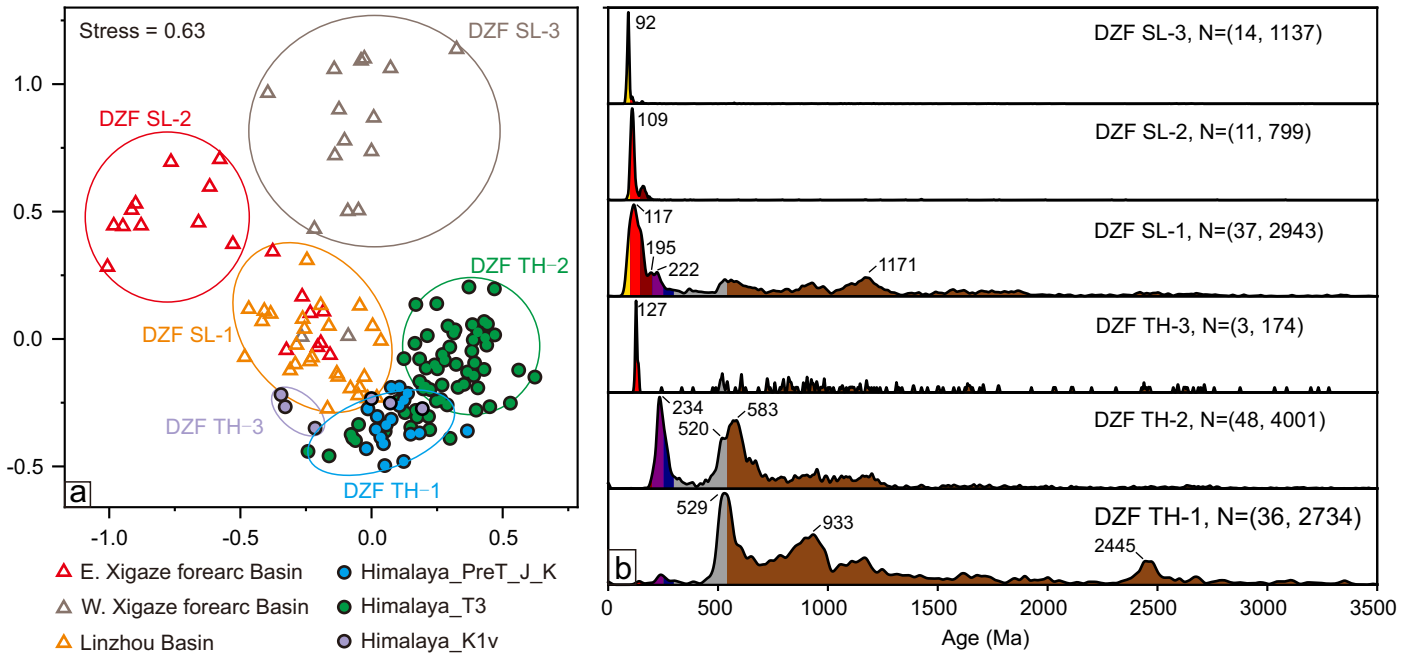 Stress = 0.63
DZF SL-3
DZF SL-2
DZF TH-2
DZF SL-1
DZF TH-3
DZF TH-1
a
1.0
0.5
0.0
-0.5
-1.0
-0.5
0.0
0.5
E. Xigaze forearc Basin
W. Xigaze forearc Basin
Linzhou Basin
Himalaya_PreT_J_K
Himalaya_T3
Himalaya_K1v
92
DZF SL-3, N=(14, 1137)
109
DZF SL-2, N=(11, 799)
117
195
222
1171
DZF SL-1, N=(37, 2943)
127
DZF TH-3, N=(3, 174)
234
520
583
DZF TH-2, N=(48, 4001)
529
933
2445
DZF TH-1, N=(36, 2734)
b
0
500
1000
1500
2000
2500
3000
3500
Age (Ma)